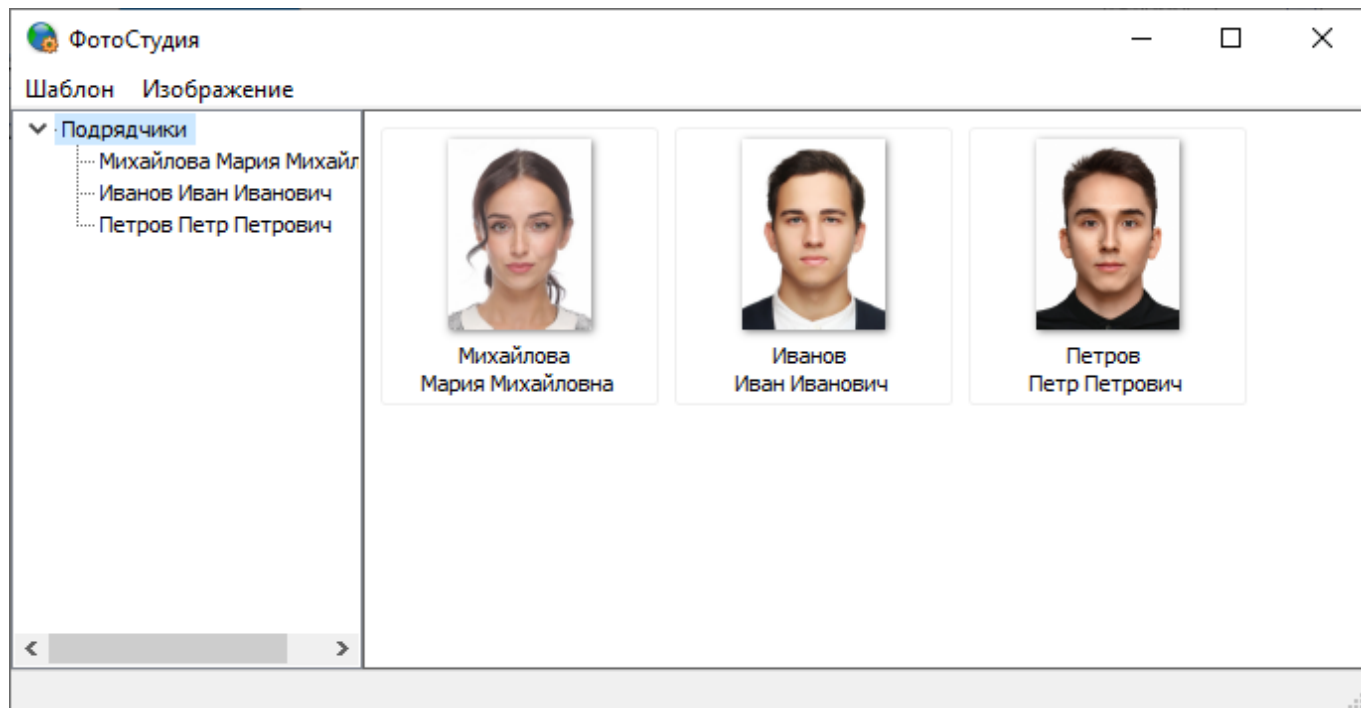 ФотоСтудия
Шаблон Изображение
Подрядчики
Михайлова Мария Михайл
Иванов Иван Иванович
Петров Петр Петрович
Михайлова
Мария Михайловна
Иванов
Иван Иванович
Петров
Петр Петрович